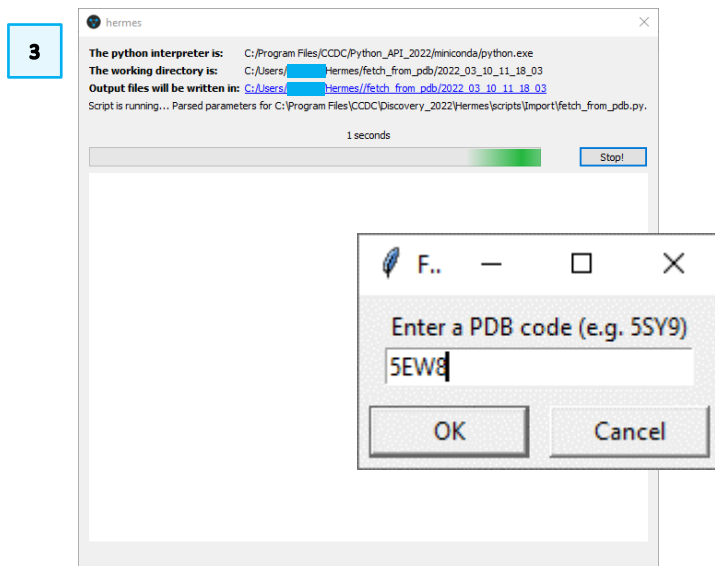 3
hermes
The python interpreter is: C:/Program Files/CCDC/Python_API_2022/miniconda/python.exe
The working directory is: C:/Users/ Hermes/fetch_from_pdb/2022_03_10_11_18_03
Output files will be written in: C:/Users/ Hermes//fetch_from_pdb/2022_03_10_11_18_03
Script is running... Parsed parameters for C:\Program Files\CCDC\Discovery_2022\Hermes\scripts\Import\fetch_from_pdb.py.
1 seconds
Stop!
F..
Enter a PDB code (e.g. 5SY9)
5EW8
OK Cancel